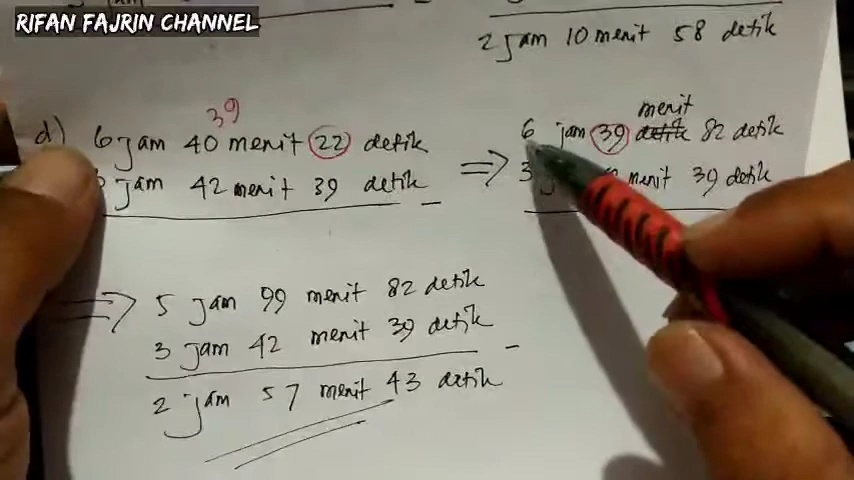 RIFAN FAJRIN CHANNEL
2 jam 10 menit 58 detik
39
d) 6 jam 40 menit 22 detik
jam 42 menit 39 detik
menit
6 jam 39 detik 82 detik
3 menit 39 detik
5 jam 99 menit 82 detik
3 jam 42 menit 39 detik
2 jam 57 menit 43 detik